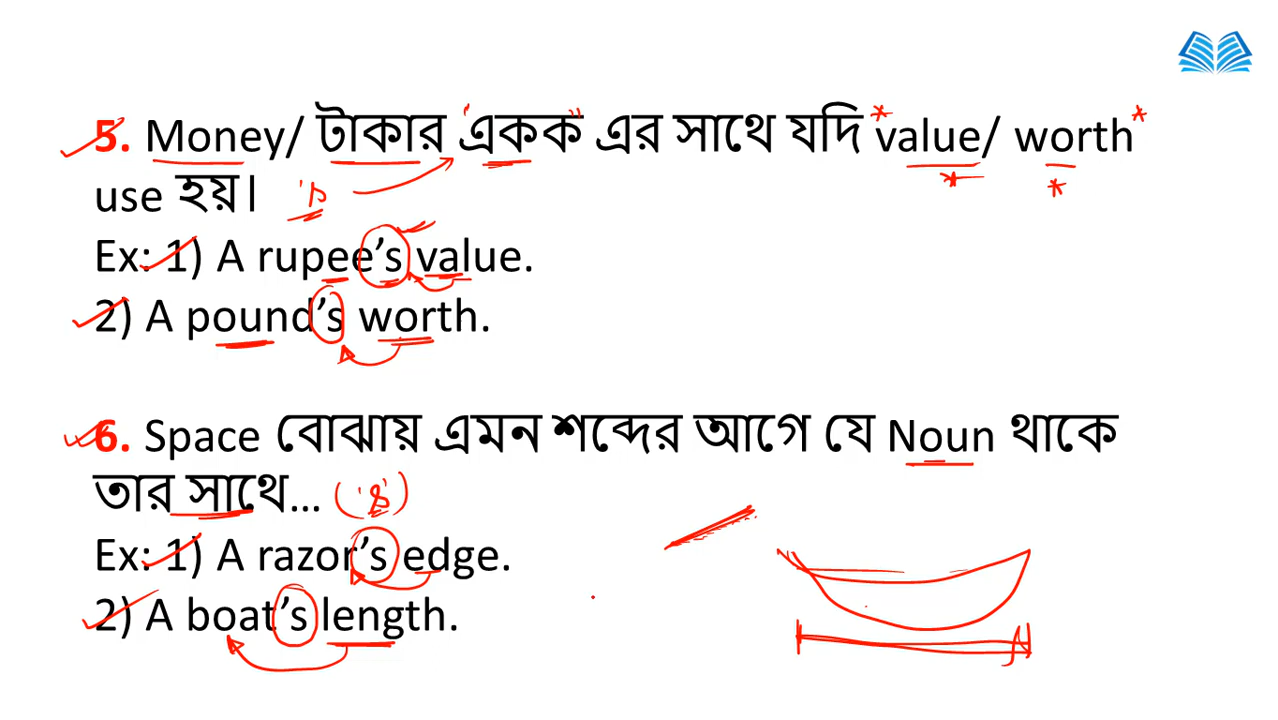 5. Money/ টাকার একক এর সাথে যদি value/ worth
use হয়। 's
Ex: 1) A rupee’s value.
2) A pound’s worth.
6. Space বোঝায় এমন শব্দের আগে যে Noun থাকে
তার সাথে... ('s')
Ex: 1) A razor’s edge.
2) A boat’s length.